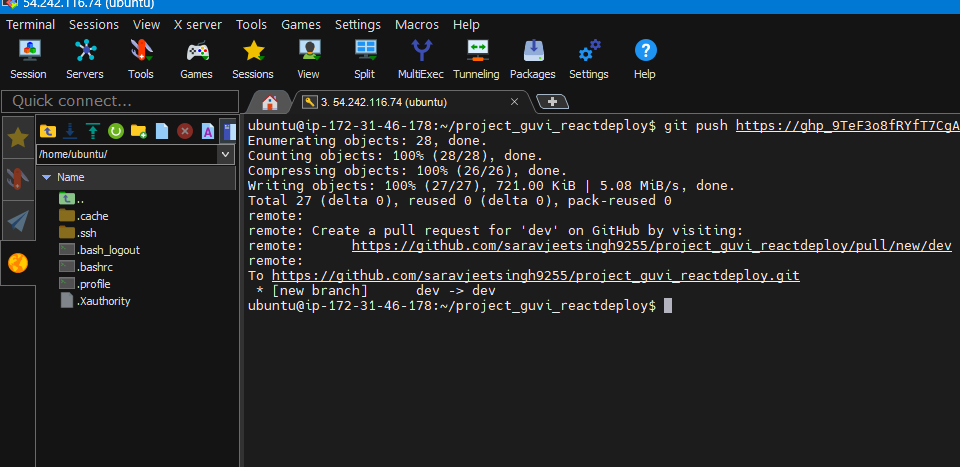 54.242.116.74 (ubuntu)
Terminal Sessions View X server Tools Games Settings Macros Help
Session Servers Tools Games Sessions View Split MultiExec Tunneling Packages Settings Help
Quick connect...
3. 54.242.116.74 (ubuntu)
/home/ubuntu/
Name
..
.cache
.ssh
.bash_logout
.bashrc
.profile
.Xauthority
ubuntu@ip-172-31-46-178:~/project_guvi_reactdeploy$ git push https://ghp_9TeF3o8fRYfT7CgA
Enumerating objects: 28, done.
Counting objects: 100% (28/28), done.
Compressing objects: 100% (26/26), done.
Writing objects: 100% (27/27), 721.00 KiB | 5.08 MiB/s, done.
Total 27 (delta 0), reused 0 (delta 0), pack-reused 0
remote:
remote: Create a pull request for 'dev' on GitHub by visiting:
remote:      https://github.com/saravjeetsingh9255/project_guvi_reactdeploy/pull/new/dev
remote:
To https://github.com/saravjeetsingh9255/project_guvi_reactdeploy.git
 * [new branch]      dev -> dev
ubuntu@ip-172-31-46-178:~/project_guvi_reactdeploy$